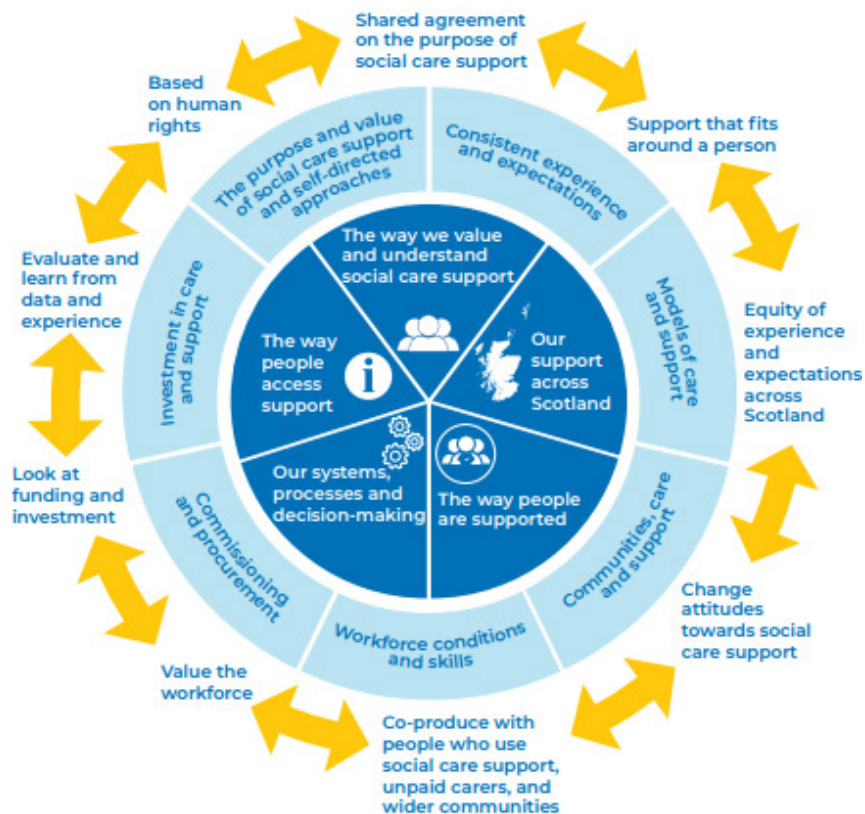 Shared agreement
on the purpose of
social care support
Support that fits
around a person
Equity of
experience
and
expectations
across
Scotland
Change
attitudes
towards social
care support
Co-produce with
people who use
social care support,
unpaid carers, and
wider communities
Value the
workforce
Look at
funding and
investment
Evaluate and
learn from
data and
experience
Based
on human
rights
The purpose and value
of social care support
and self-directed
approaches
Consistent experience
and expectations
Models of care
and support
Communities, care
and support
Workforce conditions
and skills
Commissioning
and procurement
Investment in care
and support
The way we value
and understand
social care support
Our
support
across
Scotland
The way people
are supported
Our systems,
processes and
decision-making
The way
people
access
support
i